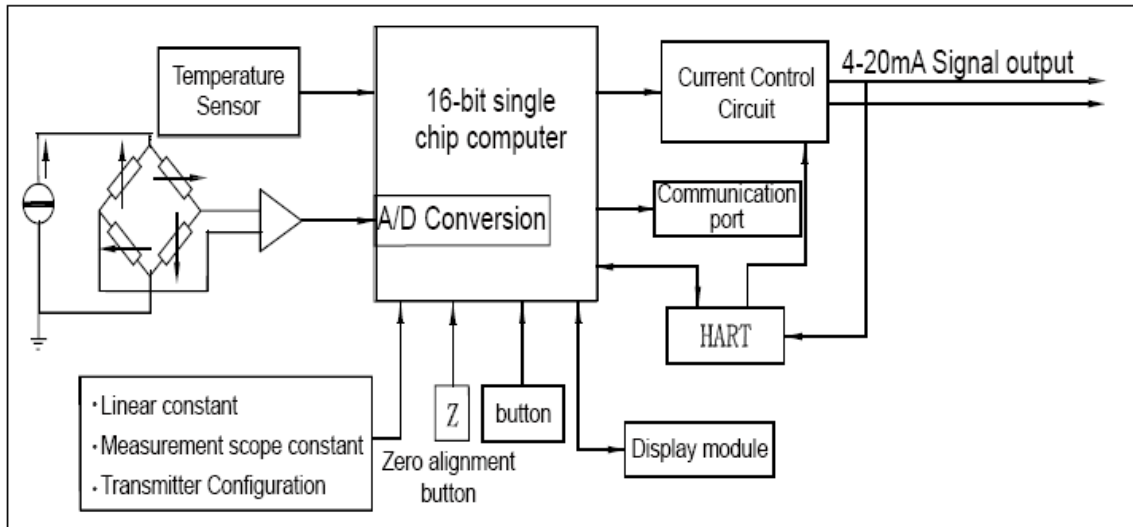 Temperature
Sensor
16-bit single
chip computer
A/D Conversion
Current Control
Circuit
4-20mA Signal output
Communication
port
HART
· Linear constant
· Measurement scope constant
· Transmitter Configuration
Z
Zero alignment
button
button
Display module